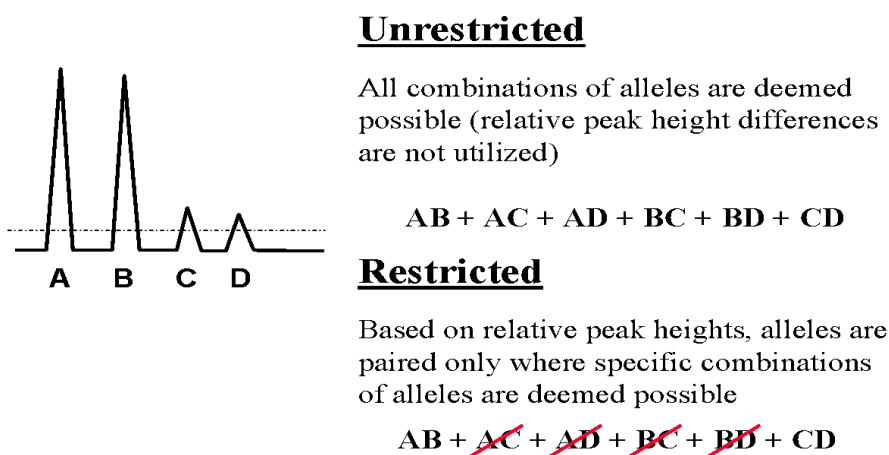 Unrestricted
All combinations of alleles are deemed
possible (relative peak height differences
are not utilized)
AB + AC + AD + BC + BD + CD
A B C D
Restricted
Based on relative peak heights, alleles are
paired only where specific combinations
of alleles are deemed possible
AB + AC + AD + BC + BD + CD